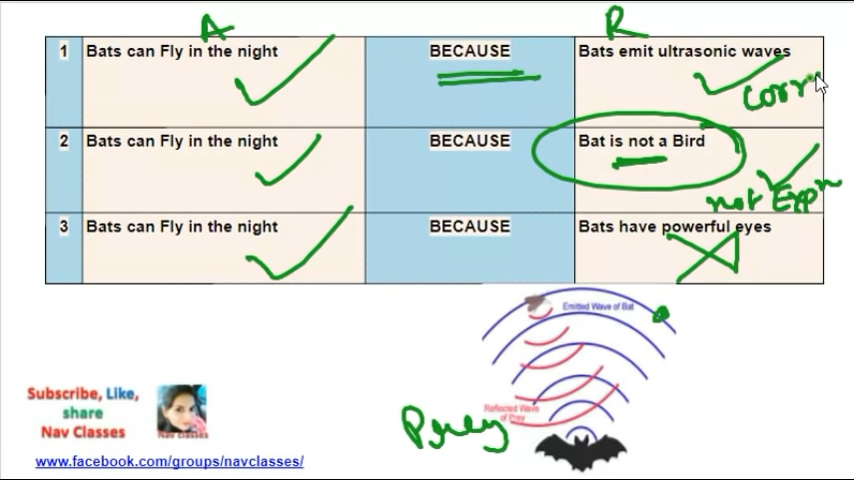 A
R
1 Bats can Fly in the night BECAUSE Bats emit ultrasonic waves
Corr
2 Bats can Fly in the night BECAUSE Bat is not a Bird
not Expn
3 Bats can Fly in the night BECAUSE Bats have powerful eyes
Emitted Wave of Bat
Reflected Wave
of Prey
Prey
Subscribe, Like,
share
Nav Classes
Nav Classes
www.facebook.com/groups/navclasses/